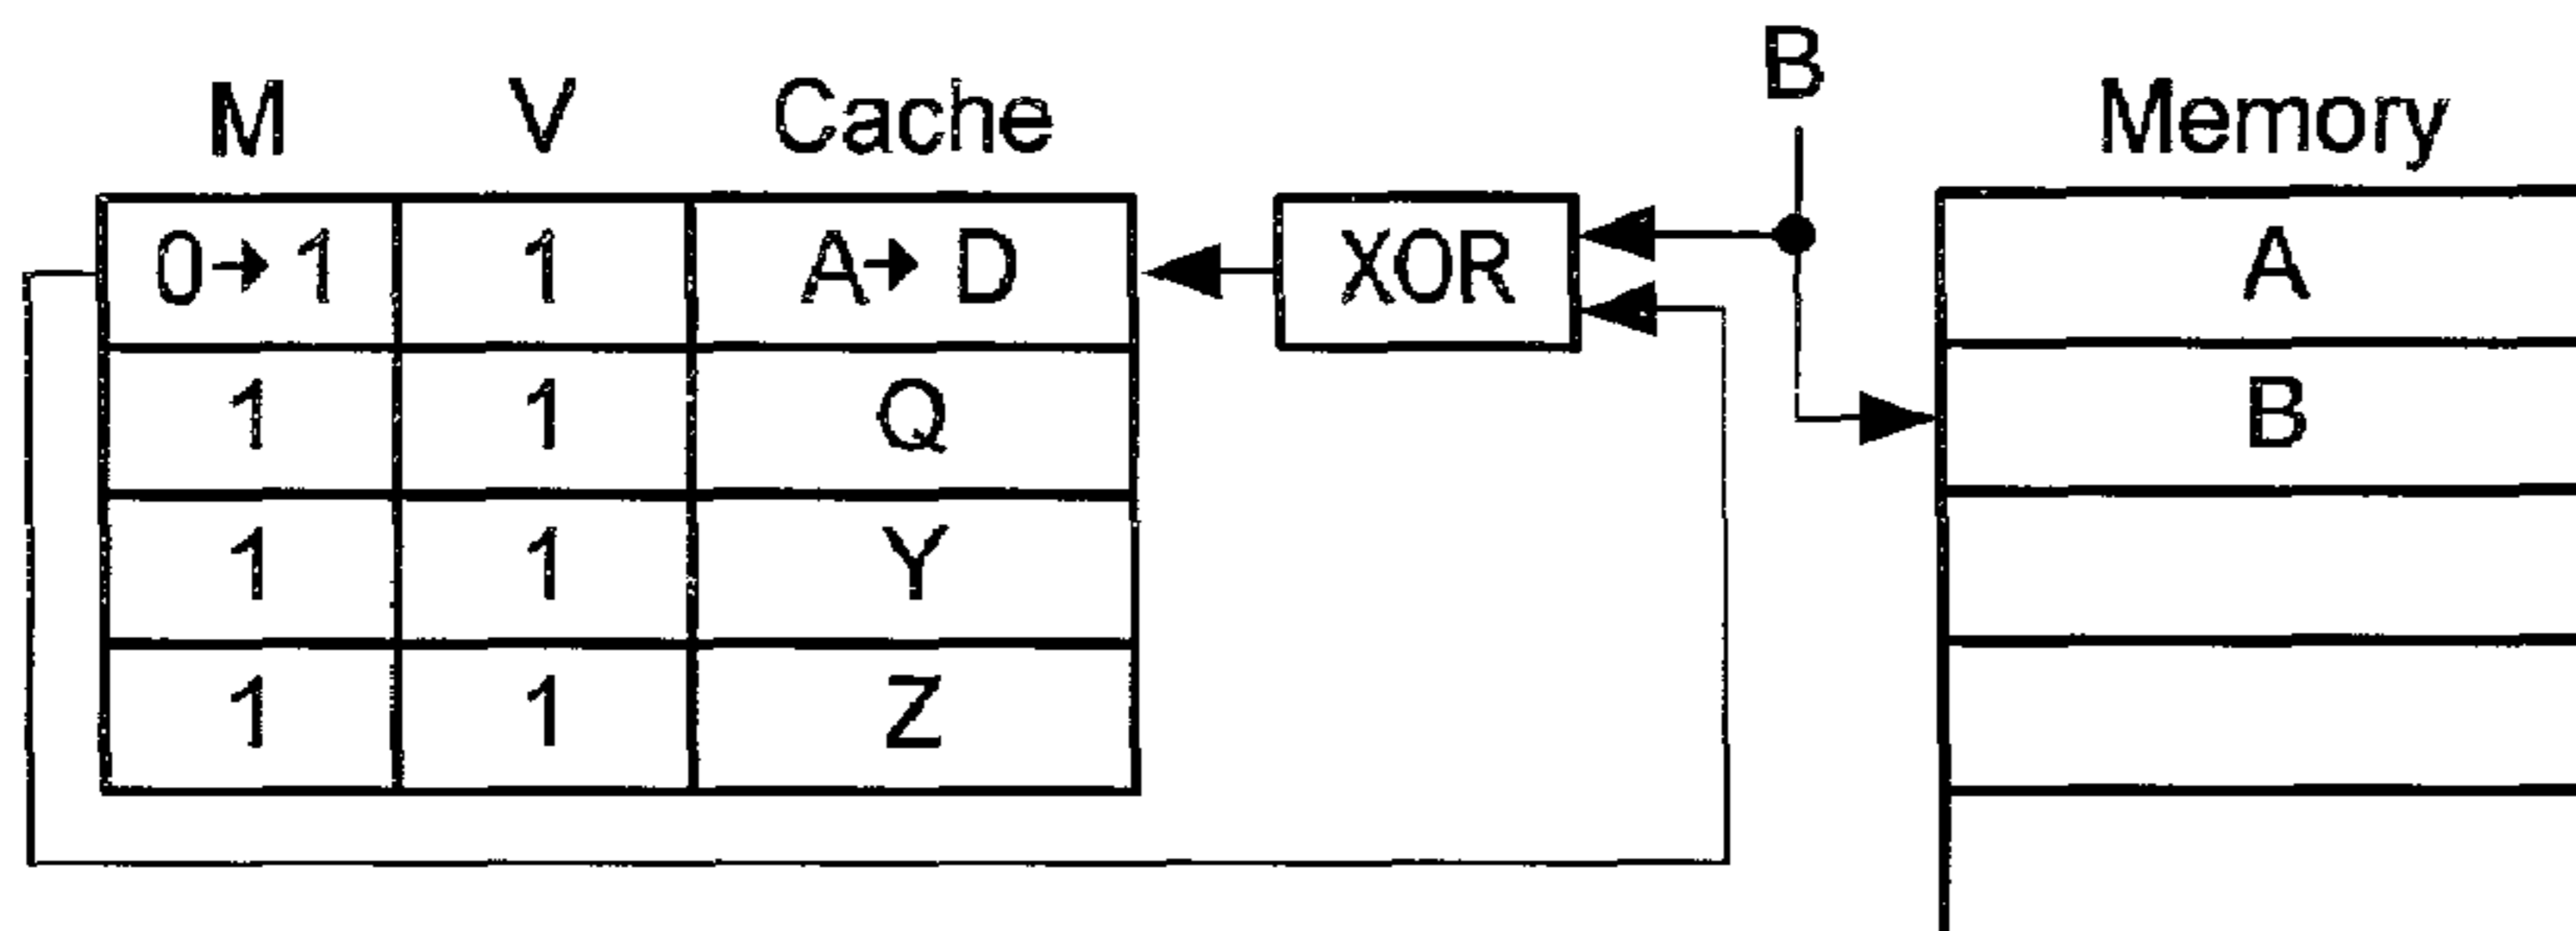 B
M V Cache Memory
0→1 1 A→D XOR A
1 1 Q B
1 1 Y
1 1 Z